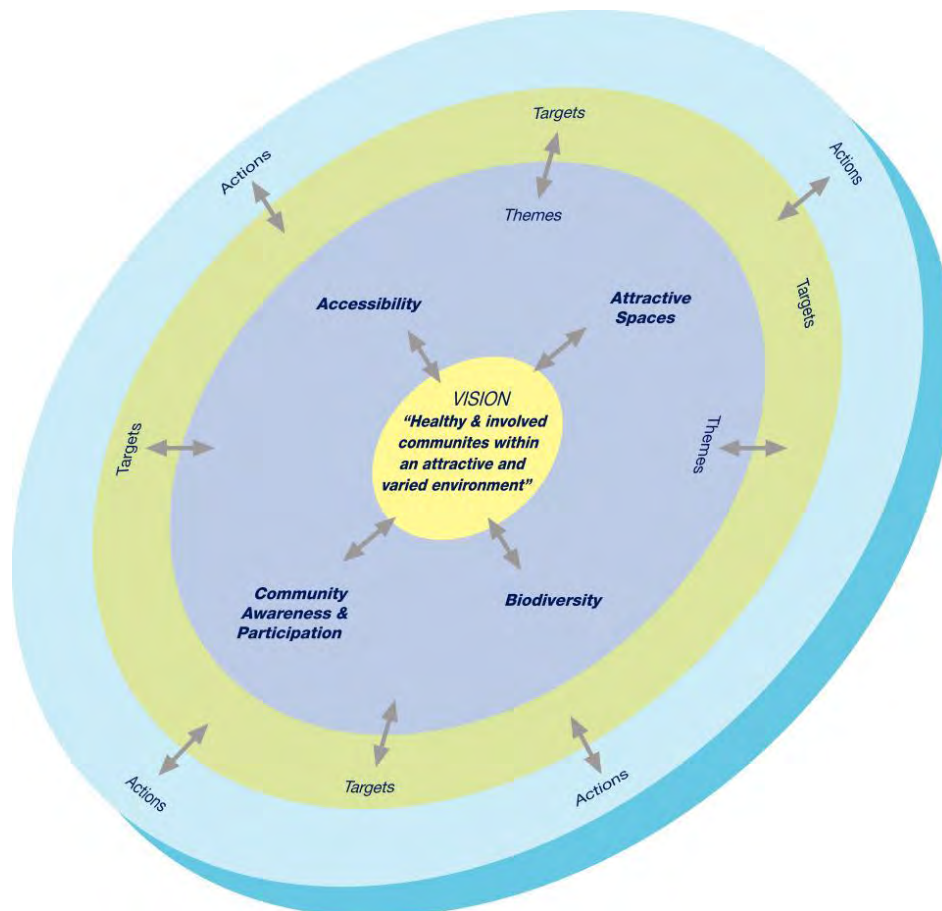 Targets
Actions
Actions
Themes
Accessibility
Attractive
Spaces
Targets
VISION
“Healthy & involved
communites within
an attractive and
varied environment”
Targets
Themes
Community
Awareness &
Participation
Biodiversity
Actions
Targets
Actions